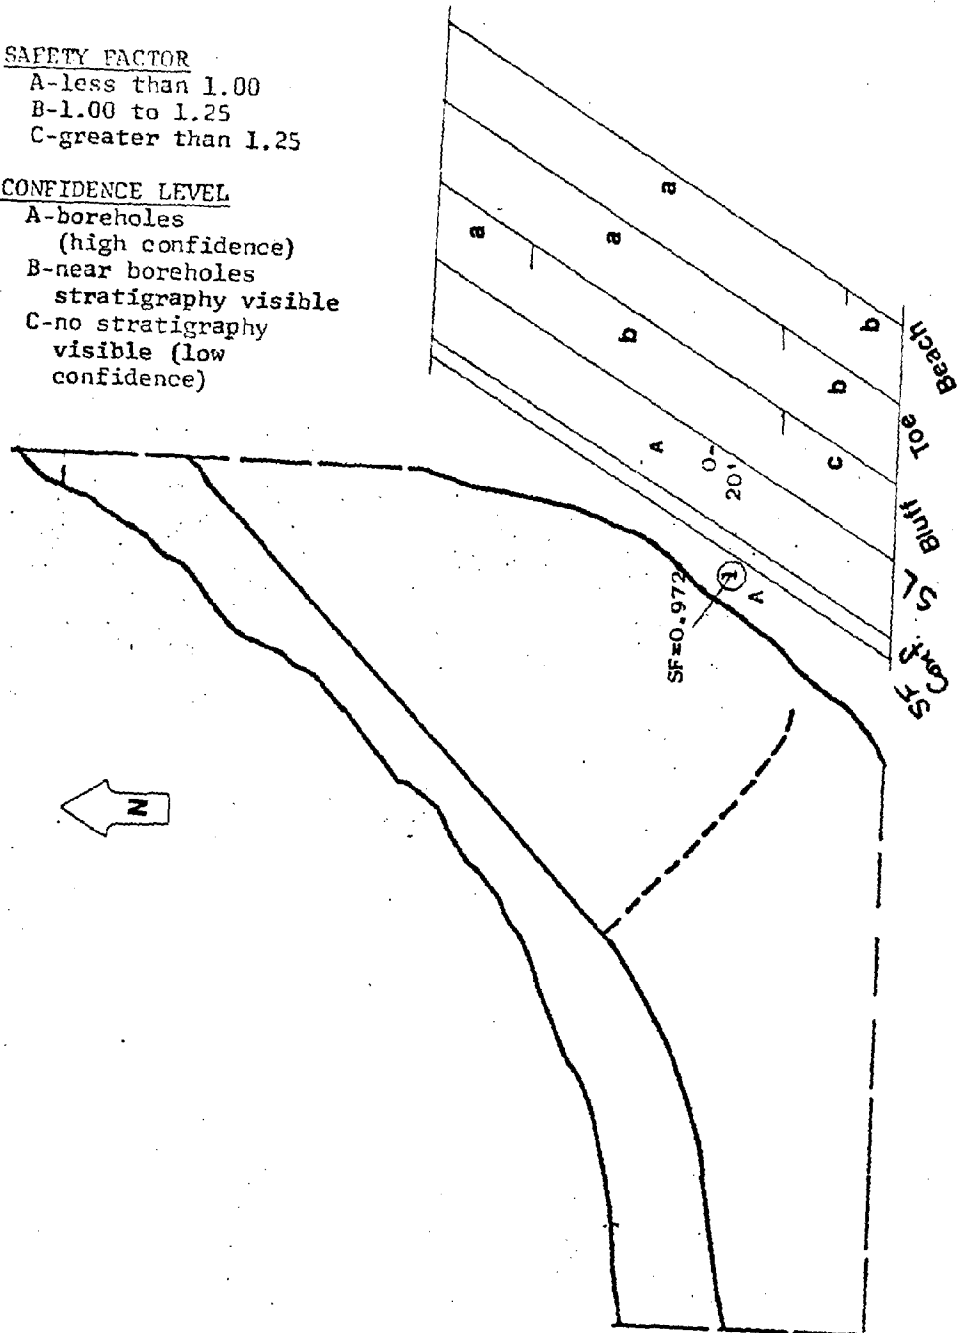 SAFETY FACTOR
A-less than 1.00
B-1.00 to 1.25
C-greater than 1.25
CONFIDENCE LEVEL
A-boreholes
(high confidence)
B-near boreholes
stratigraphy visible
C-no stratigraphy
visible (low
confidence)
a
a
a
b
b
b
c
A
0-
20'
SF=0.972
1
A
N
Beach
Toe
Bluff
SL
Conf.
SF